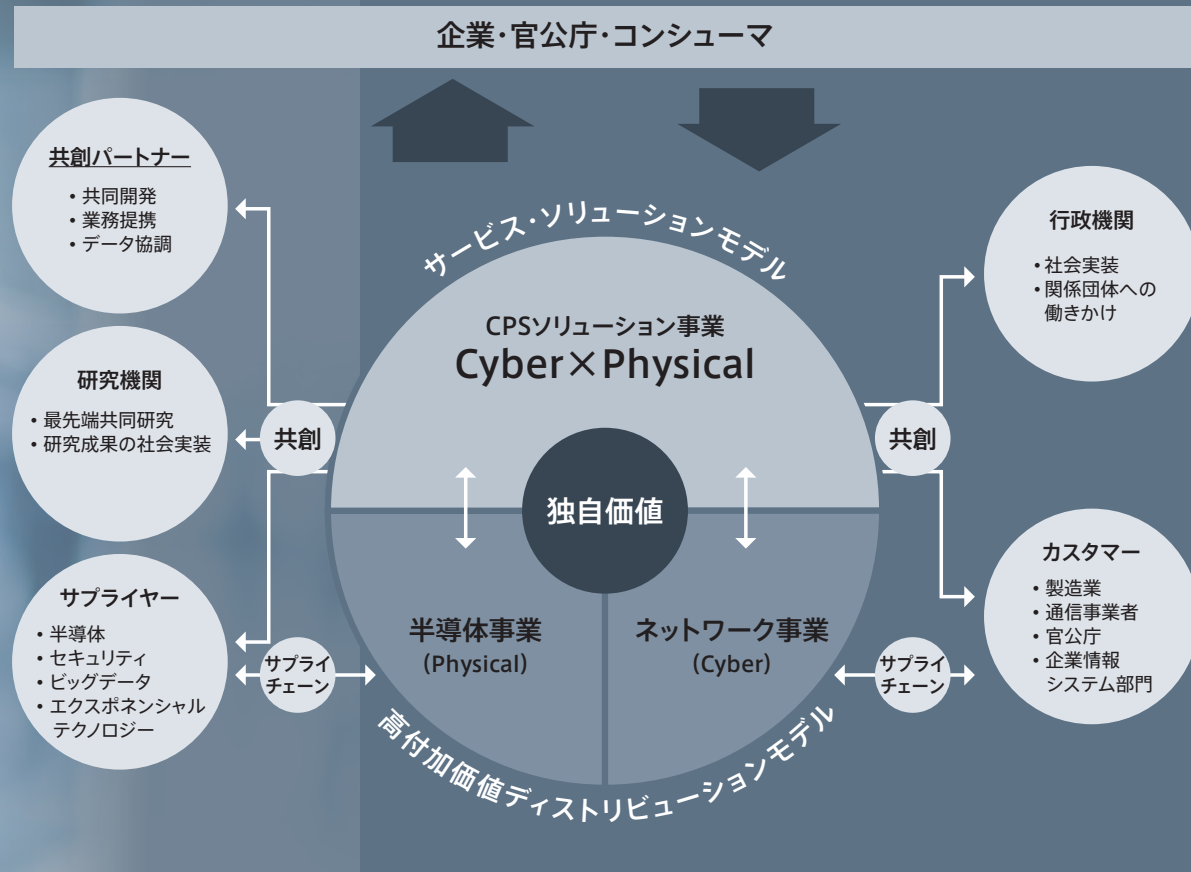 企業・官公庁・コンシューマ
共創パートナー
• 共同開発
• 業務提携
• データ協調
研究機関
• 最先端共同研究
• 研究成果の社会実装
サプライヤー
• 半導体
• セキュリティ
• ビッグデータ
• エクスポネンシャル
テクノロジー
共創
サプライ
チェーン
サービス・ソリューションモデル
CPSソリューション事業
Cyber×Physical
独自価値
半導体事業
(Physical)
ネットワーク事業
(Cyber)
高付加価値ディストリビューションモデル
共創
サプライ
チェーン
行政機関
• 社会実装
• 関係団体への
働きかけ
カスタマー
• 製造業
• 通信事業者
• 官公庁
• 企業情報
システム部門